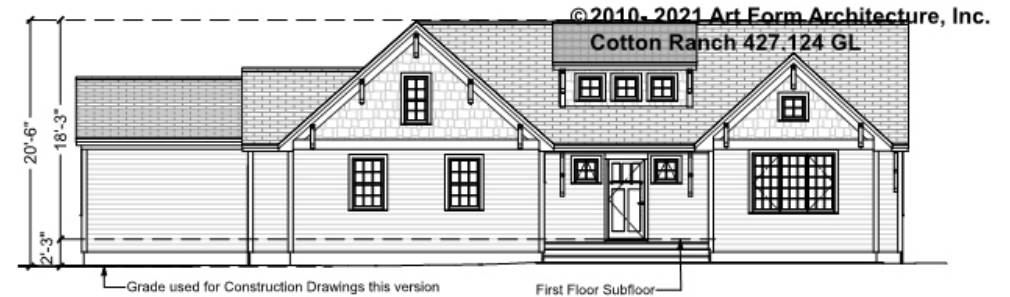 © 2010- 2021 Art Form Architecture, Inc.
Cotton Ranch 427.124 GL
20'-6"
18'-3"
2'-3"
Grade used for Construction Drawings this version
First Floor Subfloor